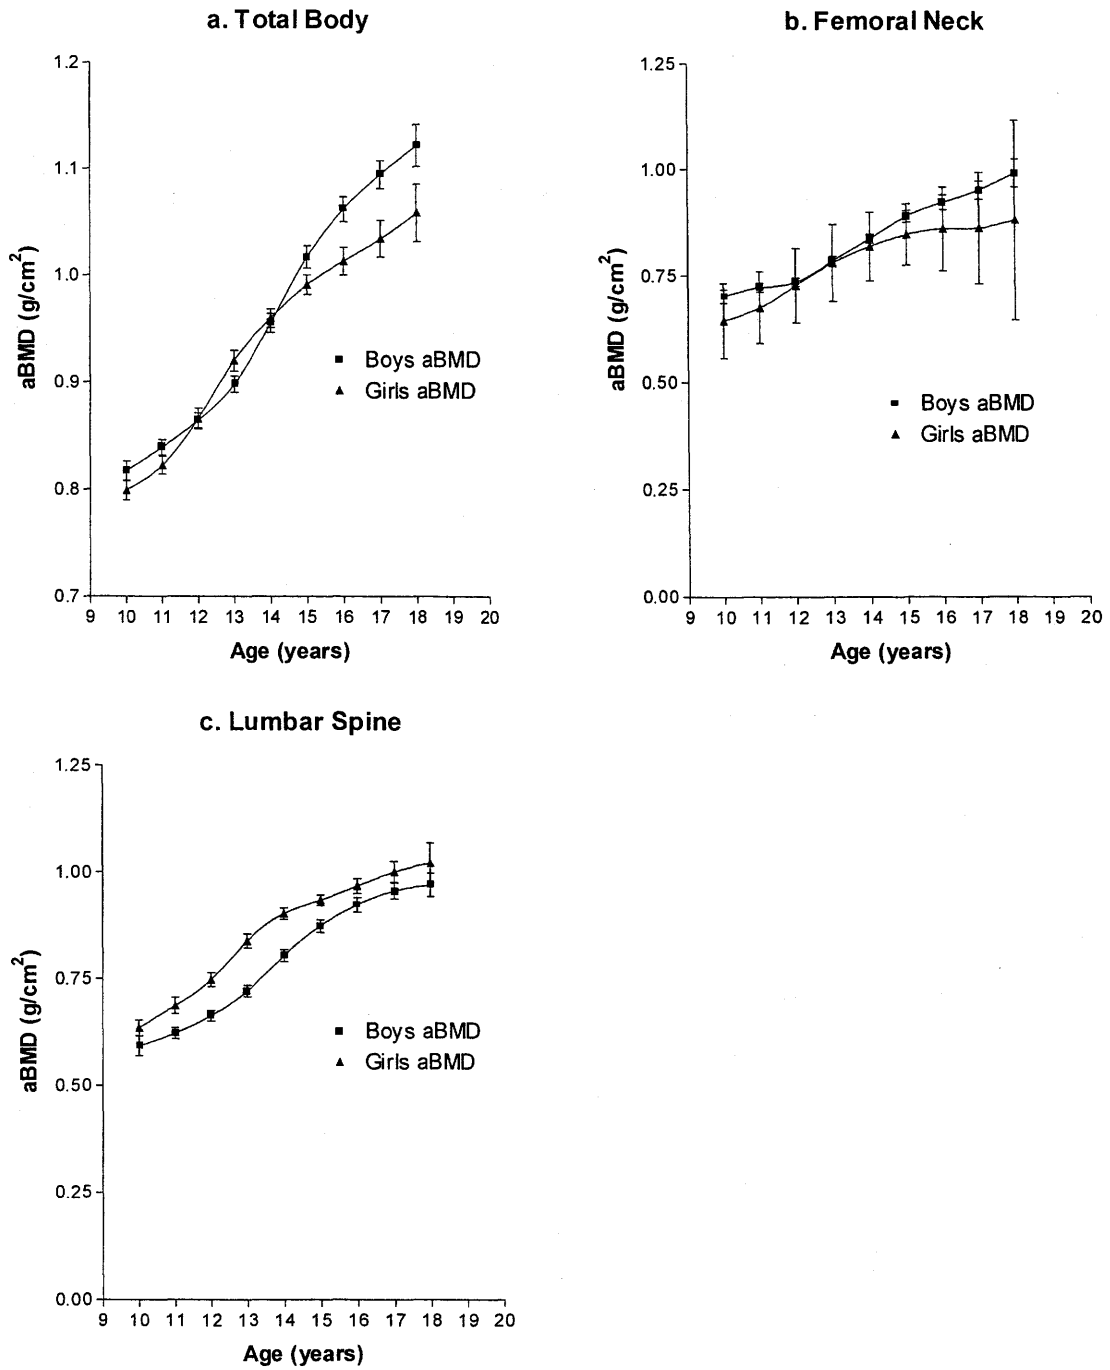 a. Total Body
1.2
1.1
1.0
0.9
0.8
0.7
aBMD (g/cm²)
Boys aBMD
Girls aBMD
9 10 11 12 13 14 15 16 17 18 19 20
Age (years)
b. Femoral Neck
1.25
1.00
0.75
0.50
0.25
0.00
aBMD (g/cm²)
Boys aBMD
Girls aBMD
9 10 11 12 13 14 15 16 17 18 19 20
Age (years)
c. Lumbar Spine
1.25
1.00
0.75
0.50
0.25
0.00
aBMD (g/cm²)
Boys aBMD
Girls aBMD
9 10 11 12 13 14 15 16 17 18 19 20
Age (years)